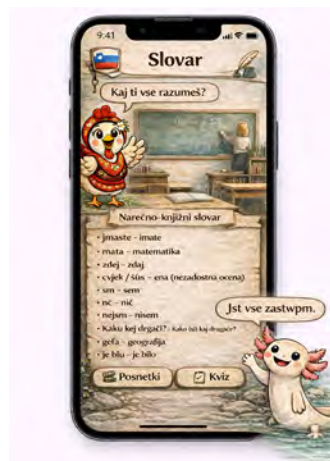 9:41
Slovar
Kaj ti vse razumeš?
Narečno-knjižni slovar
• jmaste - imate
• mata - matematika
• zdej - zdaj
• cvjek / šus - ena (nezadostna ocena)
• sm - sem
• nč - nič
• nejsm - nisem
• Kaku kej drgači? - Kako kaj drugače?
• gefa - geografija
• je blu - je bilo
Jst vse zastwpm.
Posnetki
Kviz